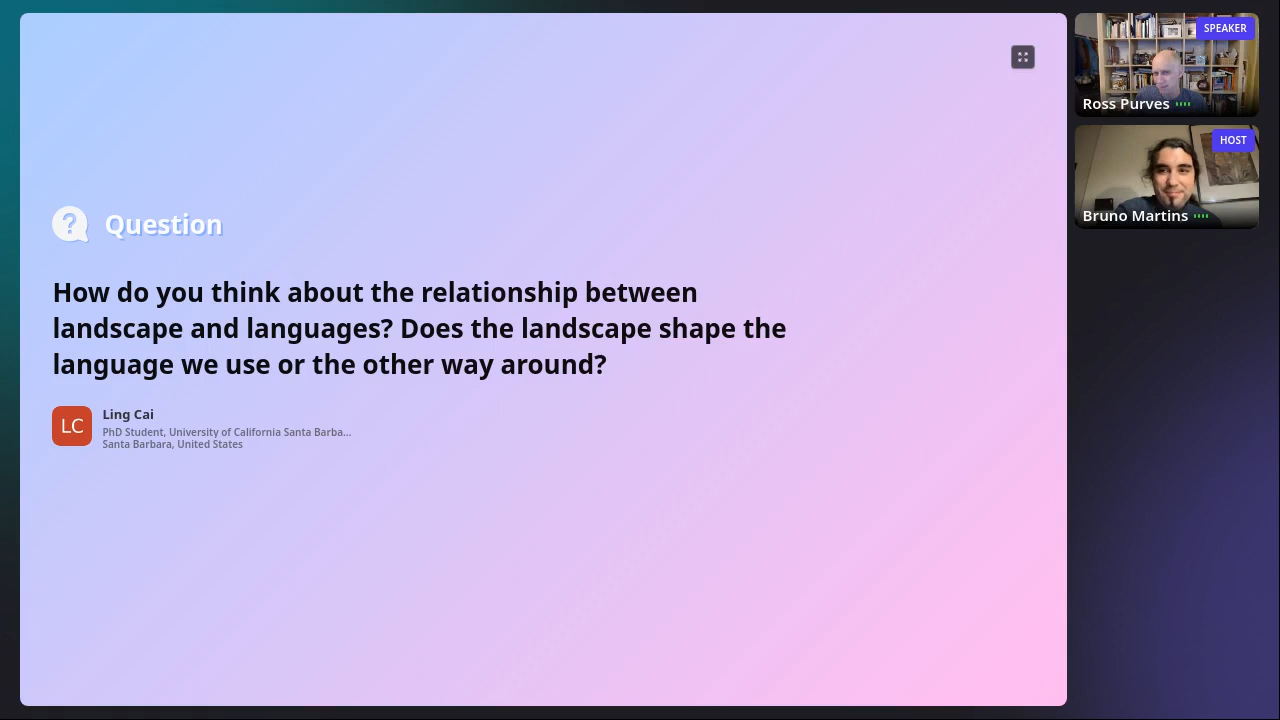 Question
How do you think about the relationship between
landscape and languages? Does the landscape shape the
language we use or the other way around?
LC
Ling Cai
PhD Student, University of California Santa Barba...
Santa Barbara, United States
SPEAKER
Ross Purves
HOST
Bruno Martins